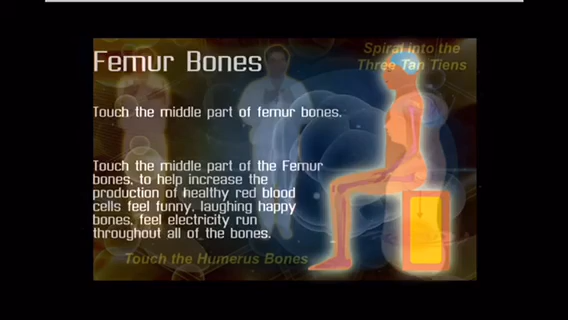 Spiral into the
Three Tan Tiens
Femur Bones
Touch the middle part of femur bones.
Touch the middle part of the Femur
bones, to help increase the
production of healthy red blood
cells feel funny, laughing happy
bones, feel electricity run
throughout all of the bones.
Touch the Humerus Bones